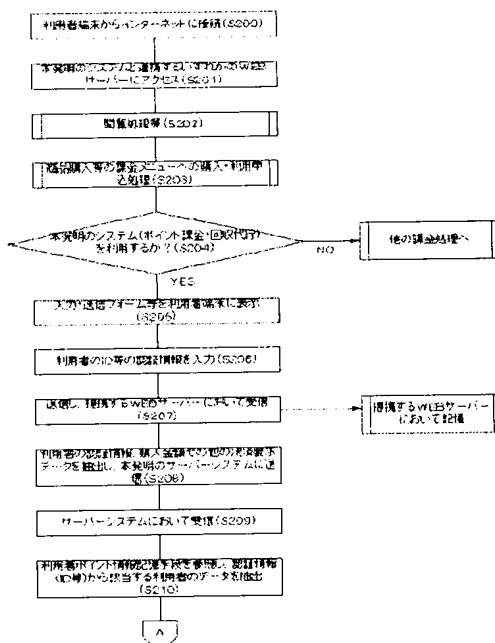 利用者端末からインターネットに接続(S200)
本発明のシステムと連携するいずれかのWEB
サーバーにアクセス(S201)
閲覧処理等(S202)
商品購入等の課金メニューへの購入・利用申
込処理(S203)
本発明のシステム(ポイント課金・回収代行)
を利用するか?(S204)
NO
他の課金処理へ
YES
入力・送信フォーム等を利用者端末に表示
(S205)
利用者のID等の認証情報を入力(S206)
送信し、提携するWEBサーバーにおいて受信
(S207)
提携するWEBサーバー
において記憶
利用者の認証情報、購入金額その他の決済要求
データを抽出し、本発明のサーバーシステムに送
信(S208)
サーバーシステムにおいて受信(S209)
利用者ポイント情報記憶手段を参照し、認証情報
(ID等)から該当する利用者のデータを抽出
(S210)
A